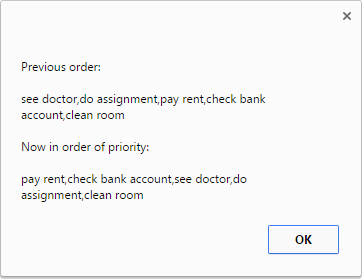 Previous order:
see doctor,do assignment,pay rent,check bank
account,clean room
Now in order of priority:
pay rent,check bank account,see doctor,do
assignment,clean room
OK